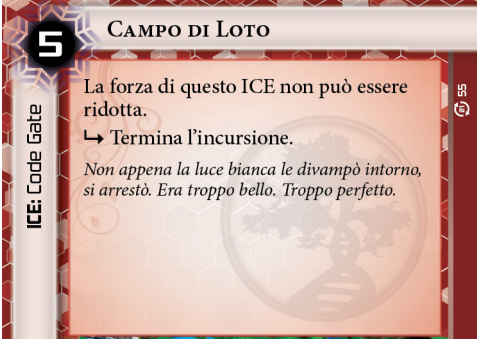 5
Campo di Loto
La forza di questo ICE non può essere
ridotta.
↳ Termina l'incursione.
Non appena la luce bianca le divampò intorno,
si arrestò. Era troppo bello. Troppo perfetto.
ICE: Code Gate
55